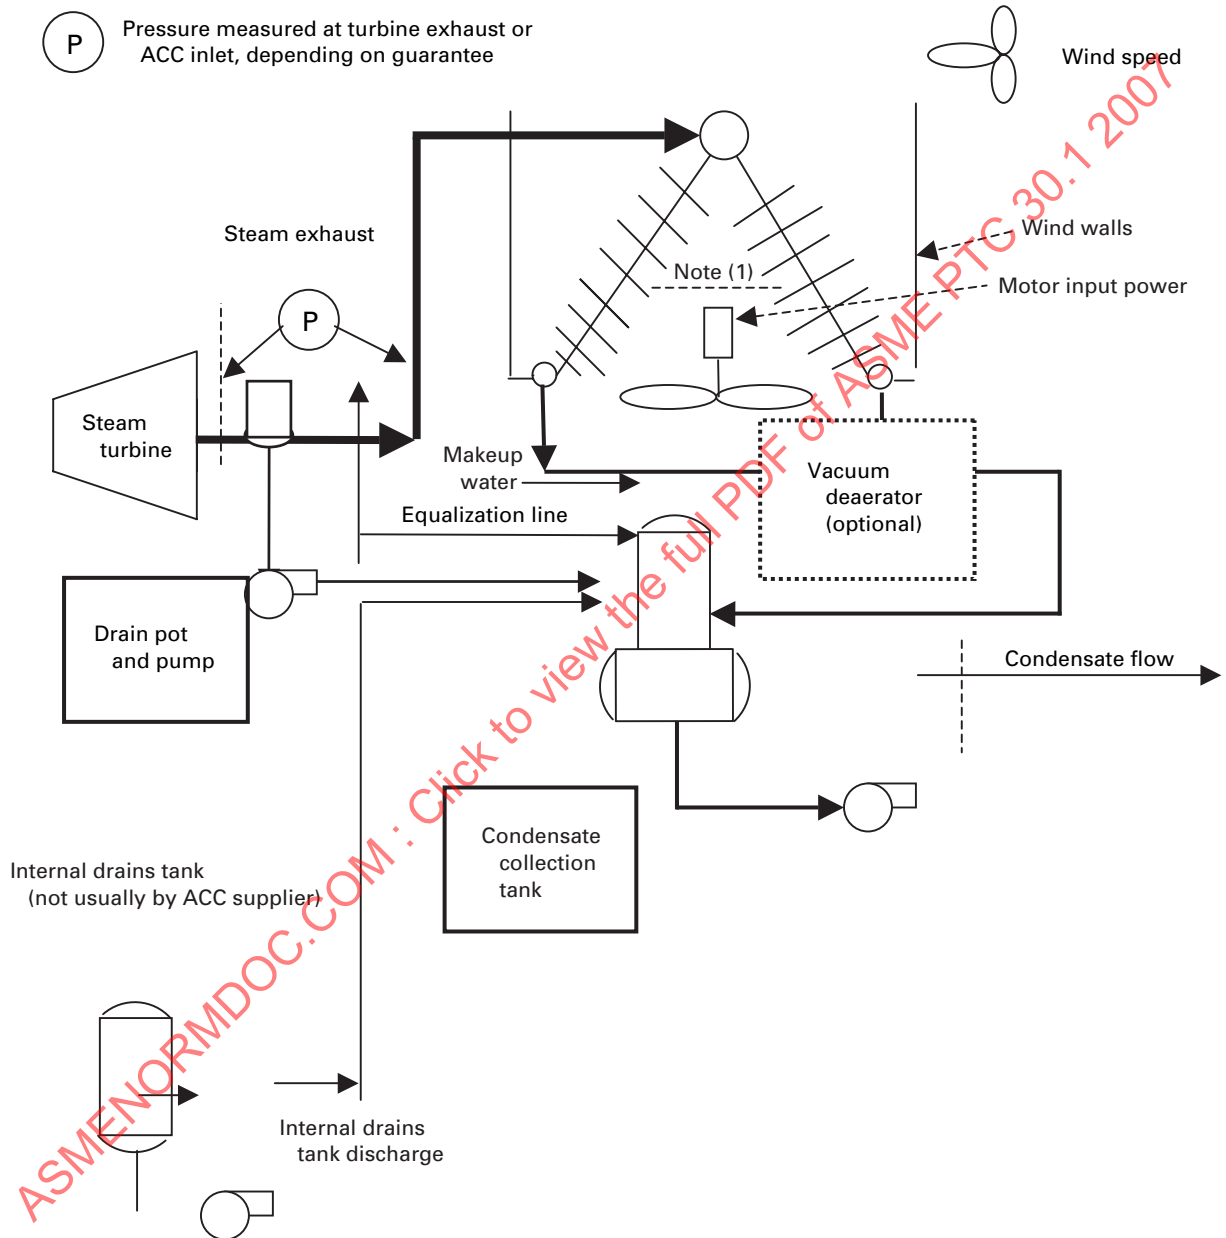 P
Pressure measured at turbine exhaust or
ACC inlet, depending on guarantee
Wind speed
Steam exhaust
Wind walls
Note (1)
Motor input power
P
Steam
turbine
Makeup
water
Vacuum
deaerator
(optional)
Equalization line
Drain pot
and pump
Condensate flow
Condensate
collection
tank
Internal drains tank
(not usually by ACC supplier)
Internal drains
tank discharge
ASMENORMDOC.COM : Click to view the full PDF of ASME PTC 30.1 2007